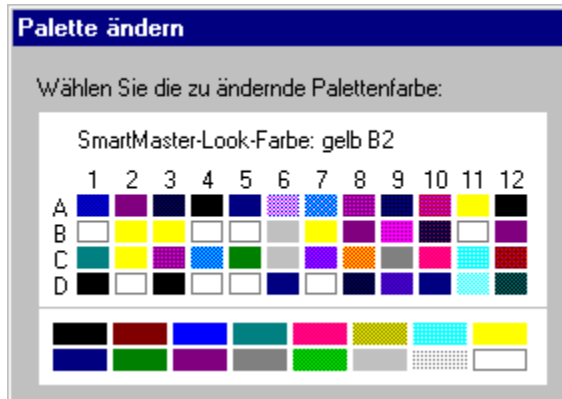 Palette ändern
Wählen Sie die zu ändernde Palettenfarbe:
SmartMaster-Look-Farbe: gelb B2
1 2 3 4 5 6 7 8 9 10 11 12
A
B
C
D